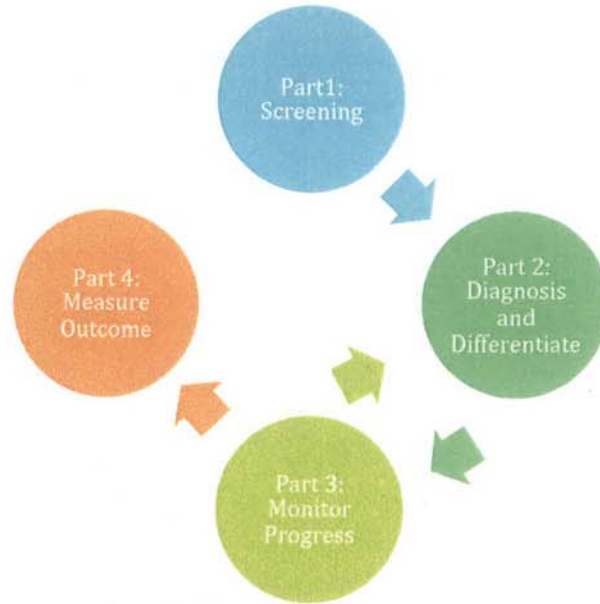 Part1:
Screening
Part 2:
Diagnosis
and
Differentiate
Part 3:
Monitor
Progress
Part 4:
Measure
Outcome